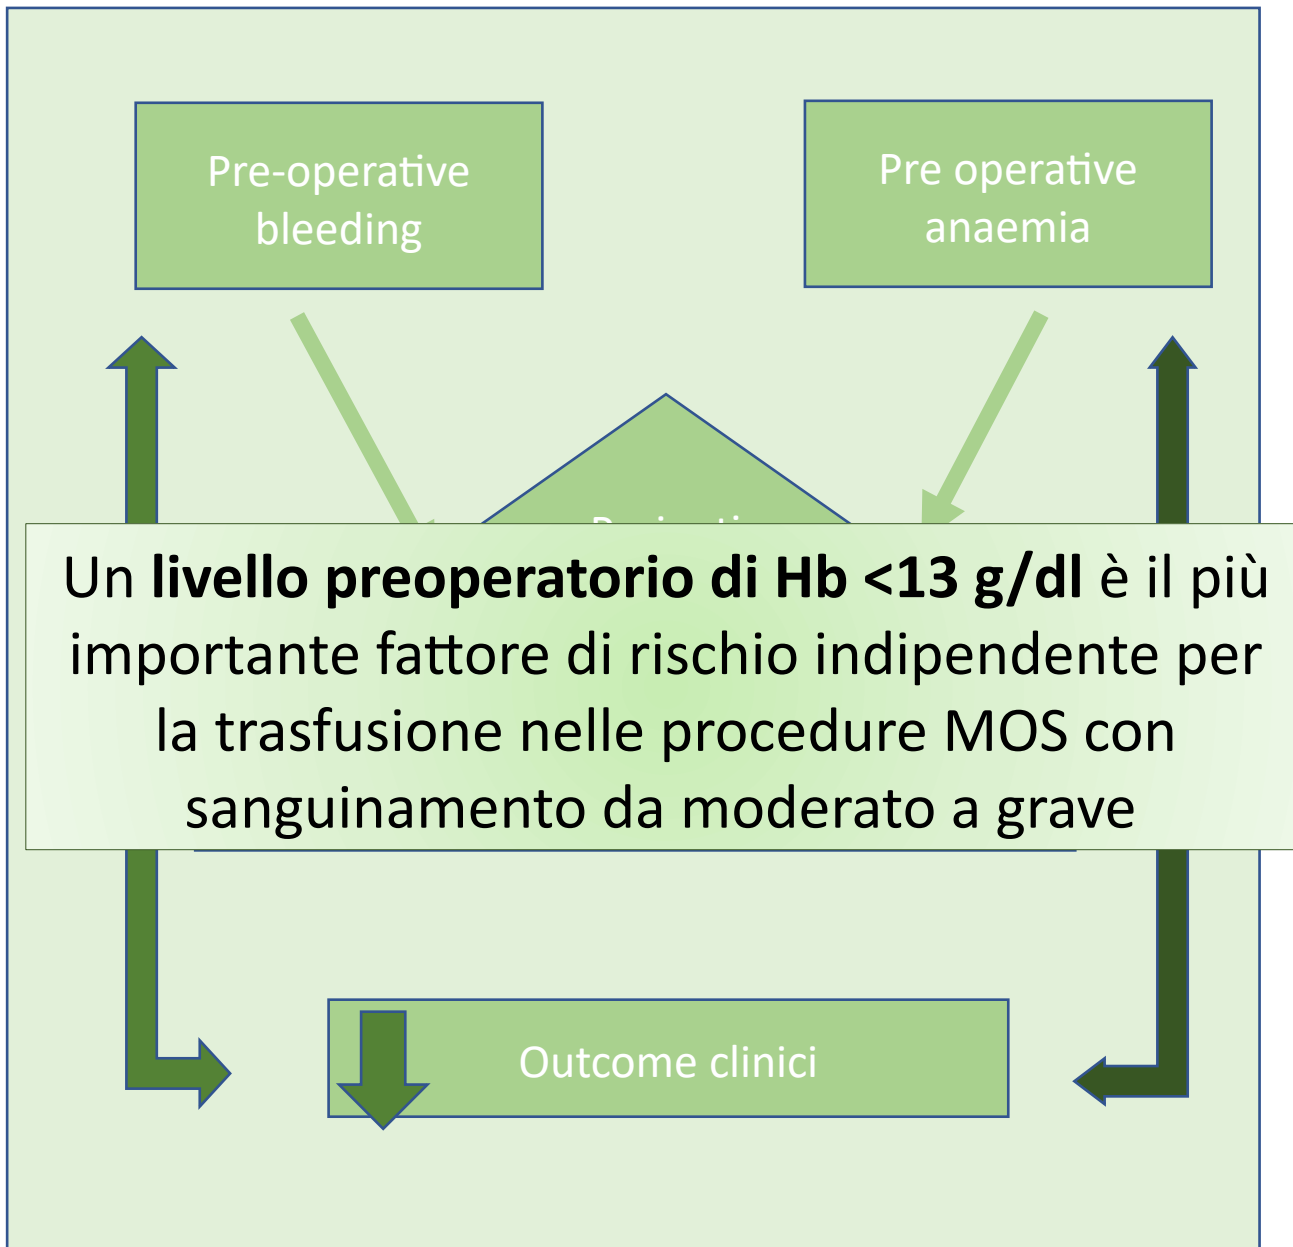 Pre-operative
bleeding
Pre operative
anaemia
Un livello preoperatorio di Hb <13 g/dl è il più
importante fattore di rischio indipendente per
la trasfusione nelle procedure MOS con
sanguinamento da moderato a grave
Outcome clinici